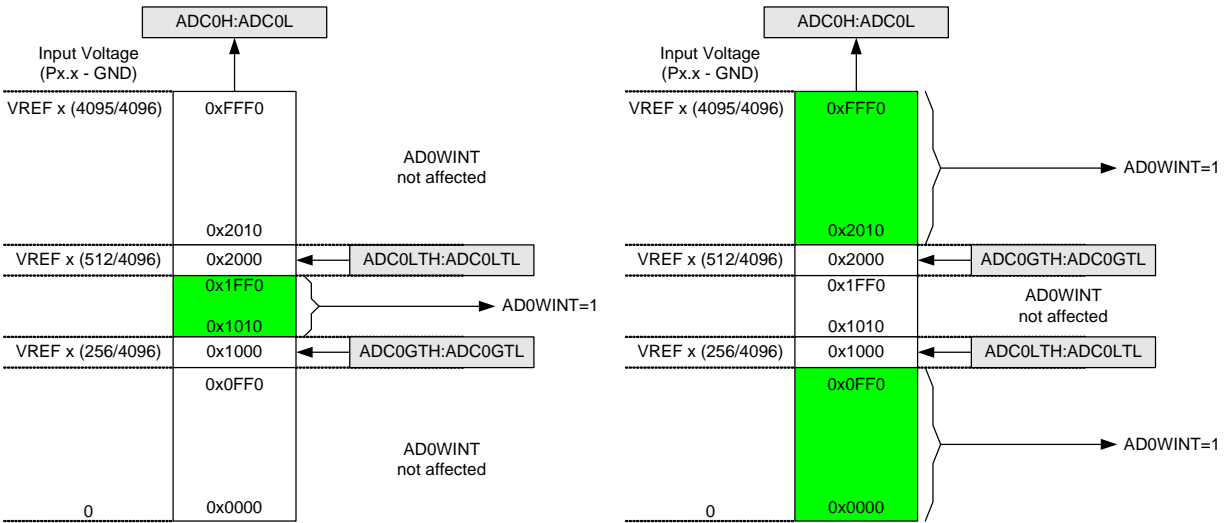 ADC0H:ADC0L
Input Voltage
(Px.x - GND)
VREF x (4095/4096)
0xFFF0
AD0WINT
not affected
0x2010
VREF x (512/4096)
0x2000
ADC0LTH:ADC0LTL
0x1FF0
AD0WINT=1
0x1010
VREF x (256/4096)
0x1000
ADC0GTH:ADC0GTL
0x0FF0
AD0WINT
not affected
0
0x0000
ADC0H:ADC0L
Input Voltage
(Px.x - GND)
VREF x (4095/4096)
0xFFF0
AD0WINT=1
0x2010
VREF x (512/4096)
0x2000
ADC0GTH:ADC0GTL
0x1FF0
AD0WINT
not affected
0x1010
VREF x (256/4096)
0x1000
ADC0LTH:ADC0LTL
0x0FF0
AD0WINT=1
0
0x0000